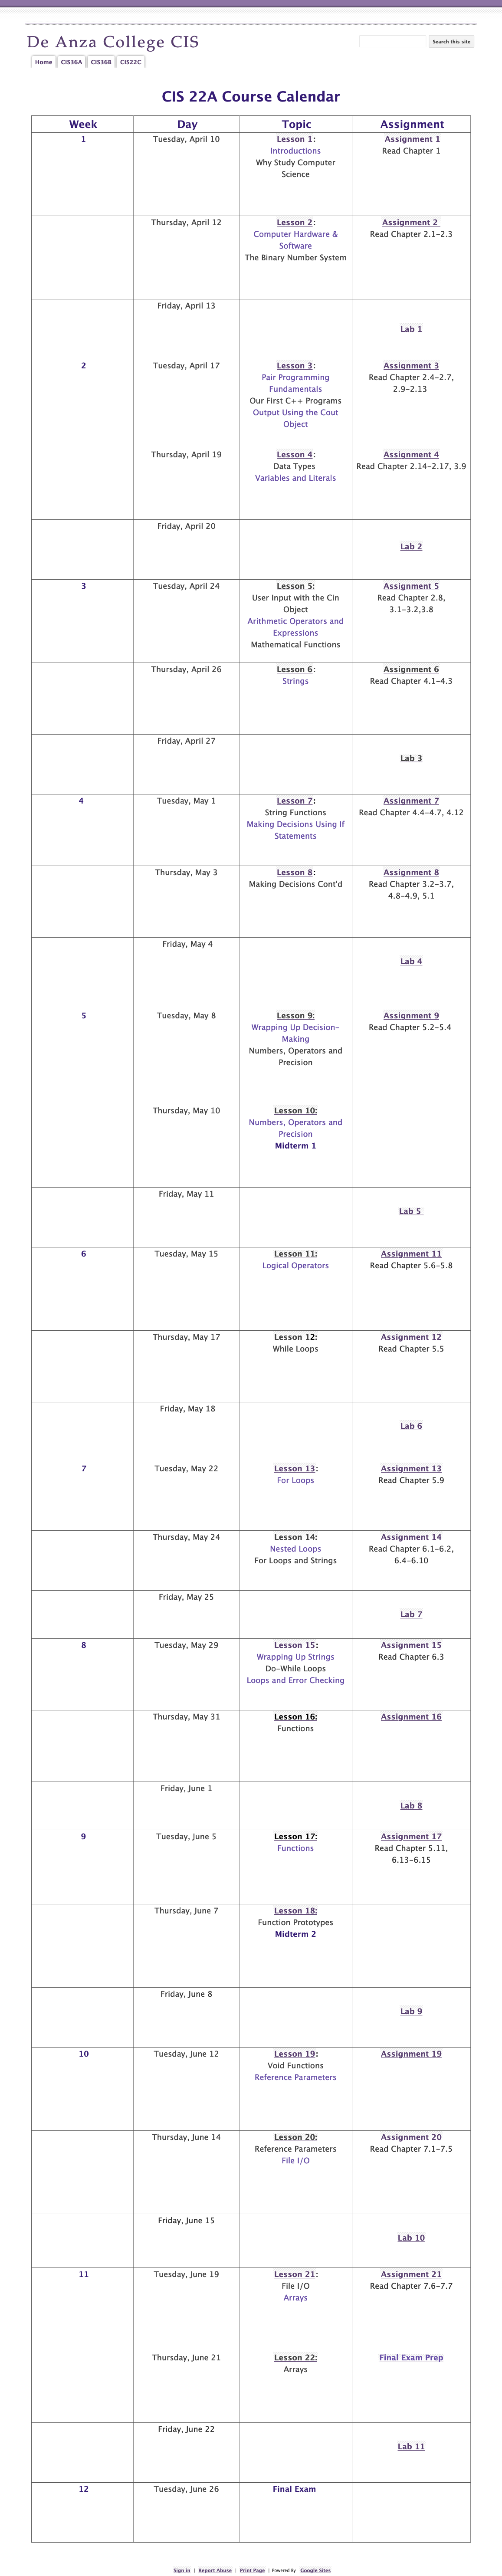 De Anza College CIS
Search this site
Home CIS36A CIS36B CIS22C
CIS 22A Course Calendar
Week Day Topic Assignment
1 Tuesday, April 10 Lesson 1: Assignment 1
Introductions Read Chapter 1
Why Study Computer
Science
Thursday, April 12 Lesson 2: Assignment 2
Computer Hardware & Read Chapter 2.1-2.3
Software
The Binary Number System
Friday, April 13
Lab 1
2 Tuesday, April 17 Lesson 3: Assignment 3
Pair Programming Read Chapter 2.4-2.7,
Fundamentals 2.9-2.13
Our First C++ Programs
Output Using the Cout
Object
Thursday, April 19 Lesson 4: Assignment 4
Data Types Read Chapter 2.14-2.17, 3.9
Variables and Literals
Friday, April 20
Lab 2
3 Tuesday, April 24 Lesson 5: Assignment 5
User Input with the Cin Read Chapter 2.8,
Object 3.1-3.2,3.8
Arithmetic Operators and
Expressions
Mathematical Functions
Thursday, April 26 Lesson 6: Assignment 6
Strings Read Chapter 4.1-4.3
Friday, April 27
Lab 3
4 Tuesday, May 1 Lesson 7: Assignment 7
String Functions Read Chapter 4.4-4.7, 4.12
Making Decisions Using If
Statements
Thursday, May 3 Lesson 8: Assignment 8
Making Decisions Cont'd Read Chapter 3.2-3.7,
4.8-4.9, 5.1
Friday, May 4
Lab 4
5 Tuesday, May 8 Lesson 9: Assignment 9
Wrapping Up Decision- Read Chapter 5.2-5.4
Making
Numbers, Operators and
Precision
Thursday, May 10 Lesson 10:
Numbers, Operators and
Precision
Midterm 1
Friday, May 11
Lab 5
6 Tuesday, May 15 Lesson 11: Assignment 11
Logical Operators Read Chapter 5.6-5.8
Thursday, May 17 Lesson 12: Assignment 12
While Loops Read Chapter 5.5
Friday, May 18
Lab 6
7 Tuesday, May 22 Lesson 13: Assignment 13
For Loops Read Chapter 5.9
Thursday, May 24 Lesson 14: Assignment 14
Nested Loops Read Chapter 6.1-6.2,
For Loops and Strings 6.4-6.10
Friday, May 25
Lab 7
8 Tuesday, May 29 Lesson 15: Assignment 15
Wrapping Up Strings Read Chapter 6.3
Do-While Loops
Loops and Error Checking
Thursday, May 31 Lesson 16: Assignment 16
Functions
Friday, June 1
Lab 8
9 Tuesday, June 5 Lesson 17: Assignment 17
Functions Read Chapter 5.11,
6.13-6.15
Thursday, June 7 Lesson 18:
Function Prototypes
Midterm 2
Friday, June 8
Lab 9
10 Tuesday, June 12 Lesson 19: Assignment 19
Void Functions
Reference Parameters
Thursday, June 14 Lesson 20: Assignment 20
Reference Parameters Read Chapter 7.1-7.5
File I/O
Friday, June 15
Lab 10
11 Tuesday, June 19 Lesson 21: Assignment 21
File I/O Read Chapter 7.6-7.7
Arrays
Thursday, June 21 Lesson 22: Final Exam Prep
Arrays
Friday, June 22
Lab 11
12 Tuesday, June 26 Final Exam
Sign in | Report Abuse | Print Page | Powered By Google Sites